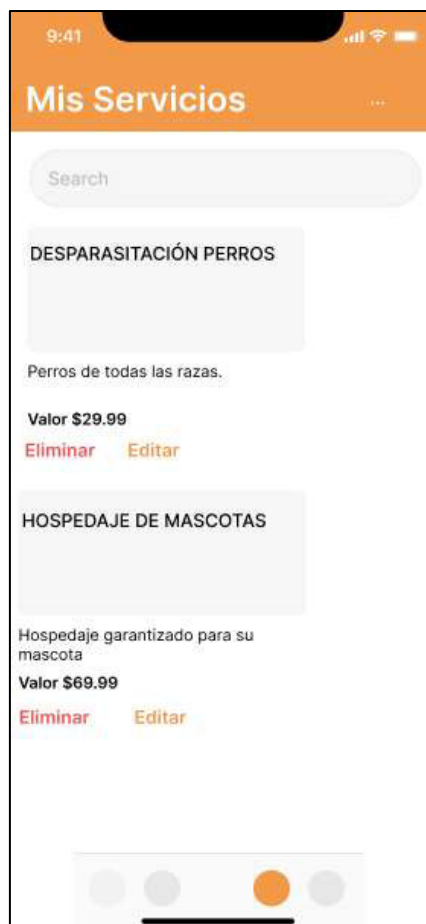 9:41
Mis Servicios
...
Search
DESPARASITACIÓN PERROS
Perros de todas las razas.
Valor $29.99
Eliminar Editar
HOSPEDAJE DE MASCOTAS
Hospedaje garantizado para su
mascota
Valor $69.99
Eliminar Editar